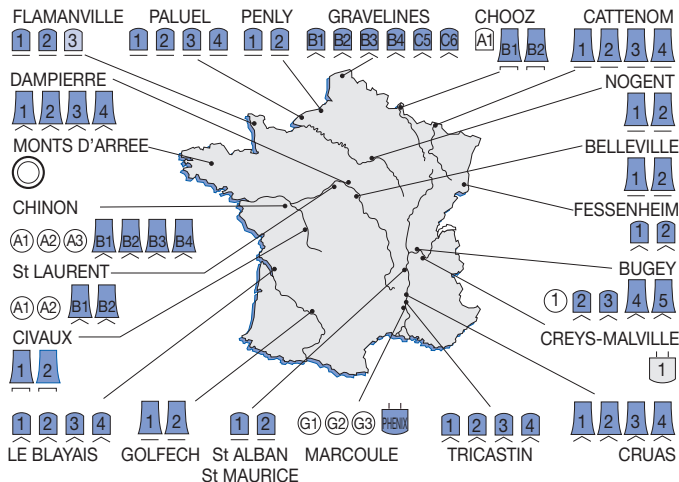 FLAMANVILLE
1 2 3
PALUEL
1 2 3 4
PENLY
1 2
GRAVELINES
B1 B2 B3 B4 C5 C6
CHOOZ
A1 B1 B2
CATTENOM
1 2 3 4
DAMPIERRE
1 2 3 4
NOGENT
1 2
MONTS D'ARREE
BELLEVILLE
1 2
CHINON
A1 A2 A3 B1 B2 B3 B4
FESSENHEIM
1 2
St LAURENT
A1 A2 B1 B2
BUGEY
1 2 3 4 5
CIVAUX
1 2
CREYS-MALVILLE
1
1 2 3 4
LE BLAYAIS
1 2
GOLFECH
1 2
St ALBAN
St MAURICE
G1 G2 G3 PHENIX
MARCOULE
1 2 3 4
TRICASTIN
1 2 3 4
CRUAS